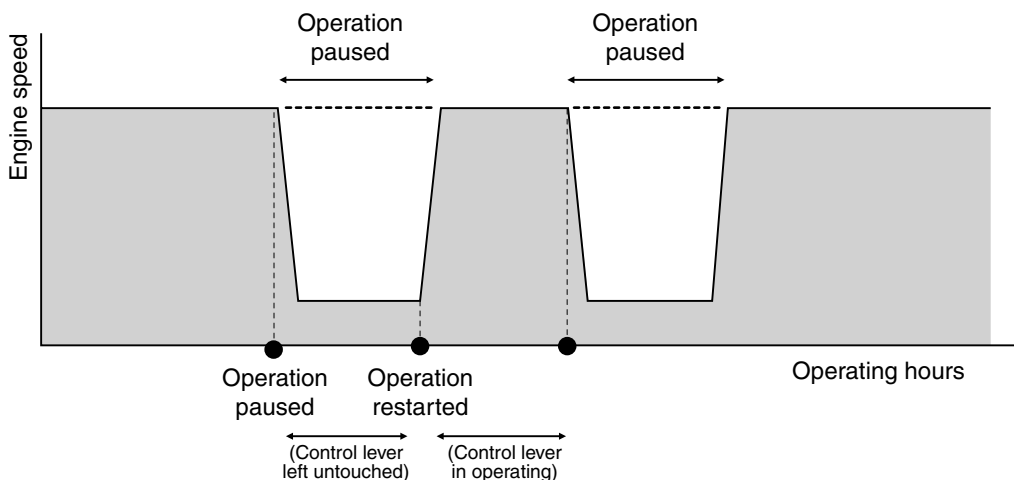 Operation
paused
Operation
paused
Engine speed
Operating hours
Operation
paused
Operation
restarted
(Control lever
left untouched)
(Control lever
in operating)